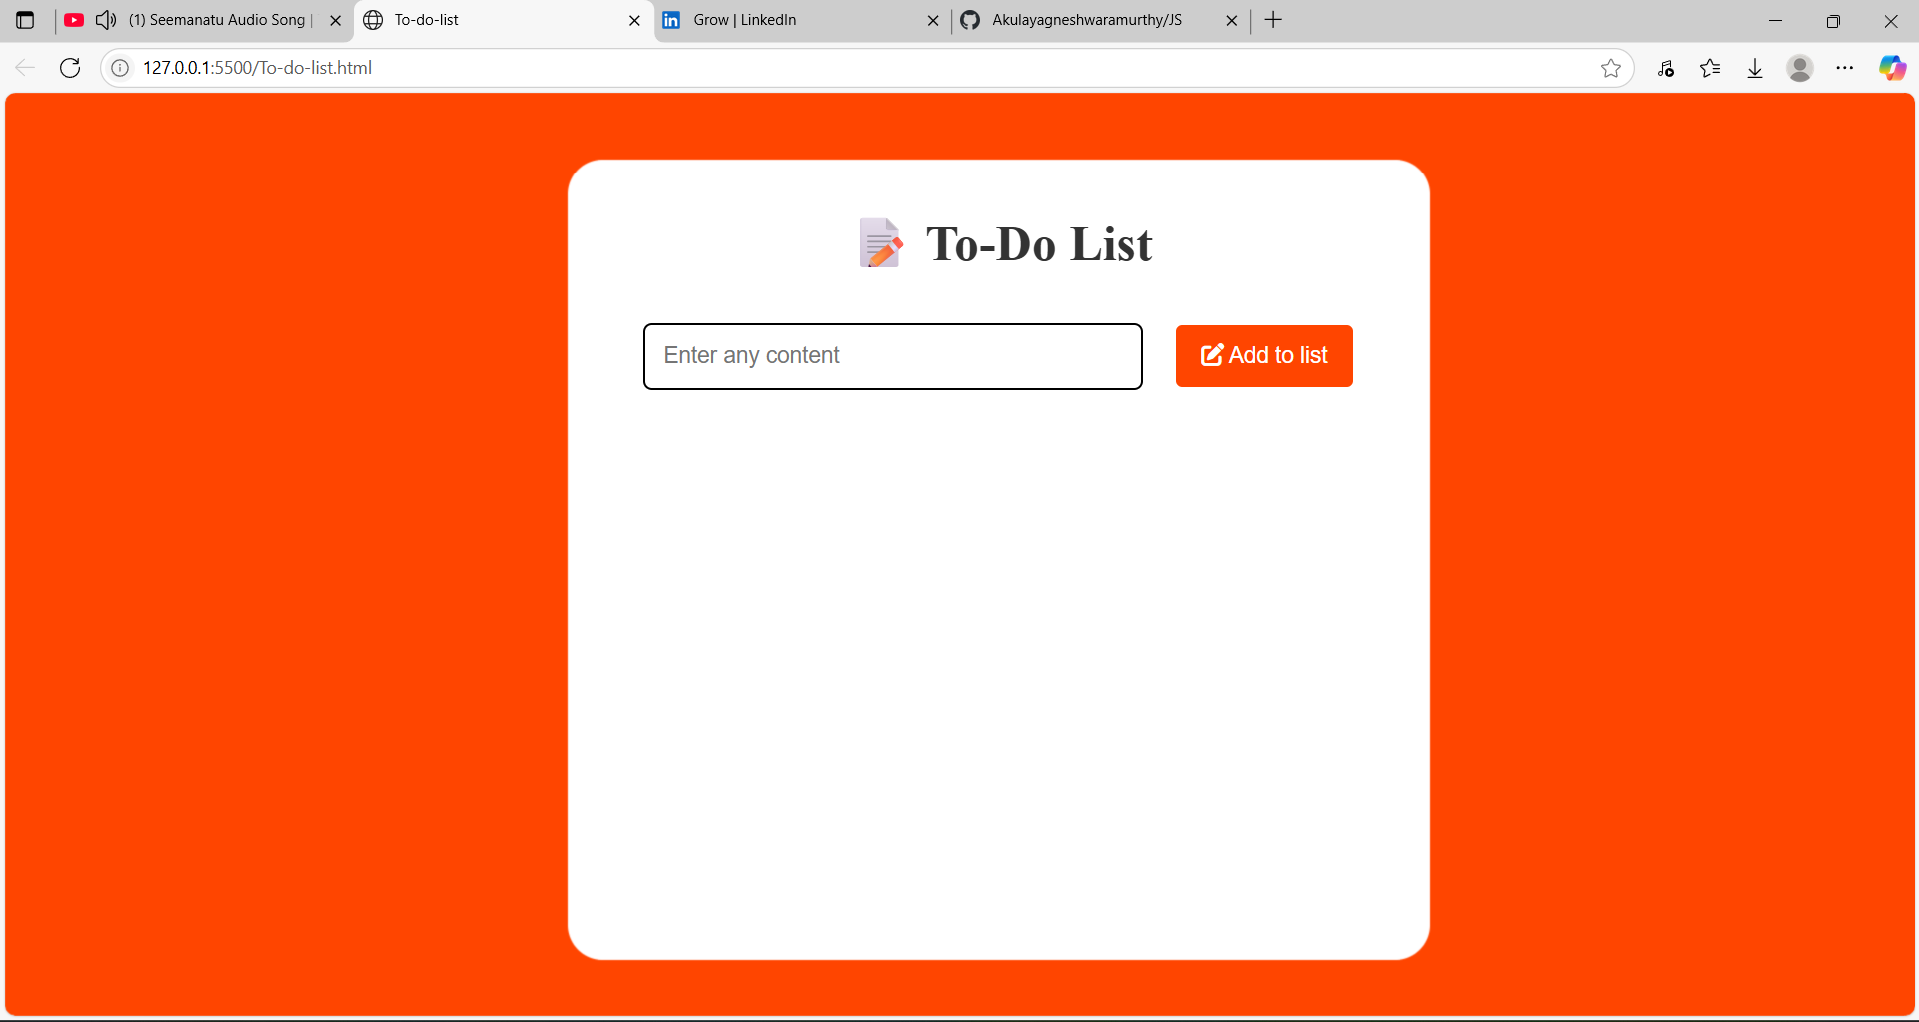 (1) Seemanatu Audio Song |
To-do-list
in Grow | LinkedIn
Akulayagneshwaramurthy/JS
127.0.0.1:5500/To-do-list.html
To-Do List
Enter any content
Add to list